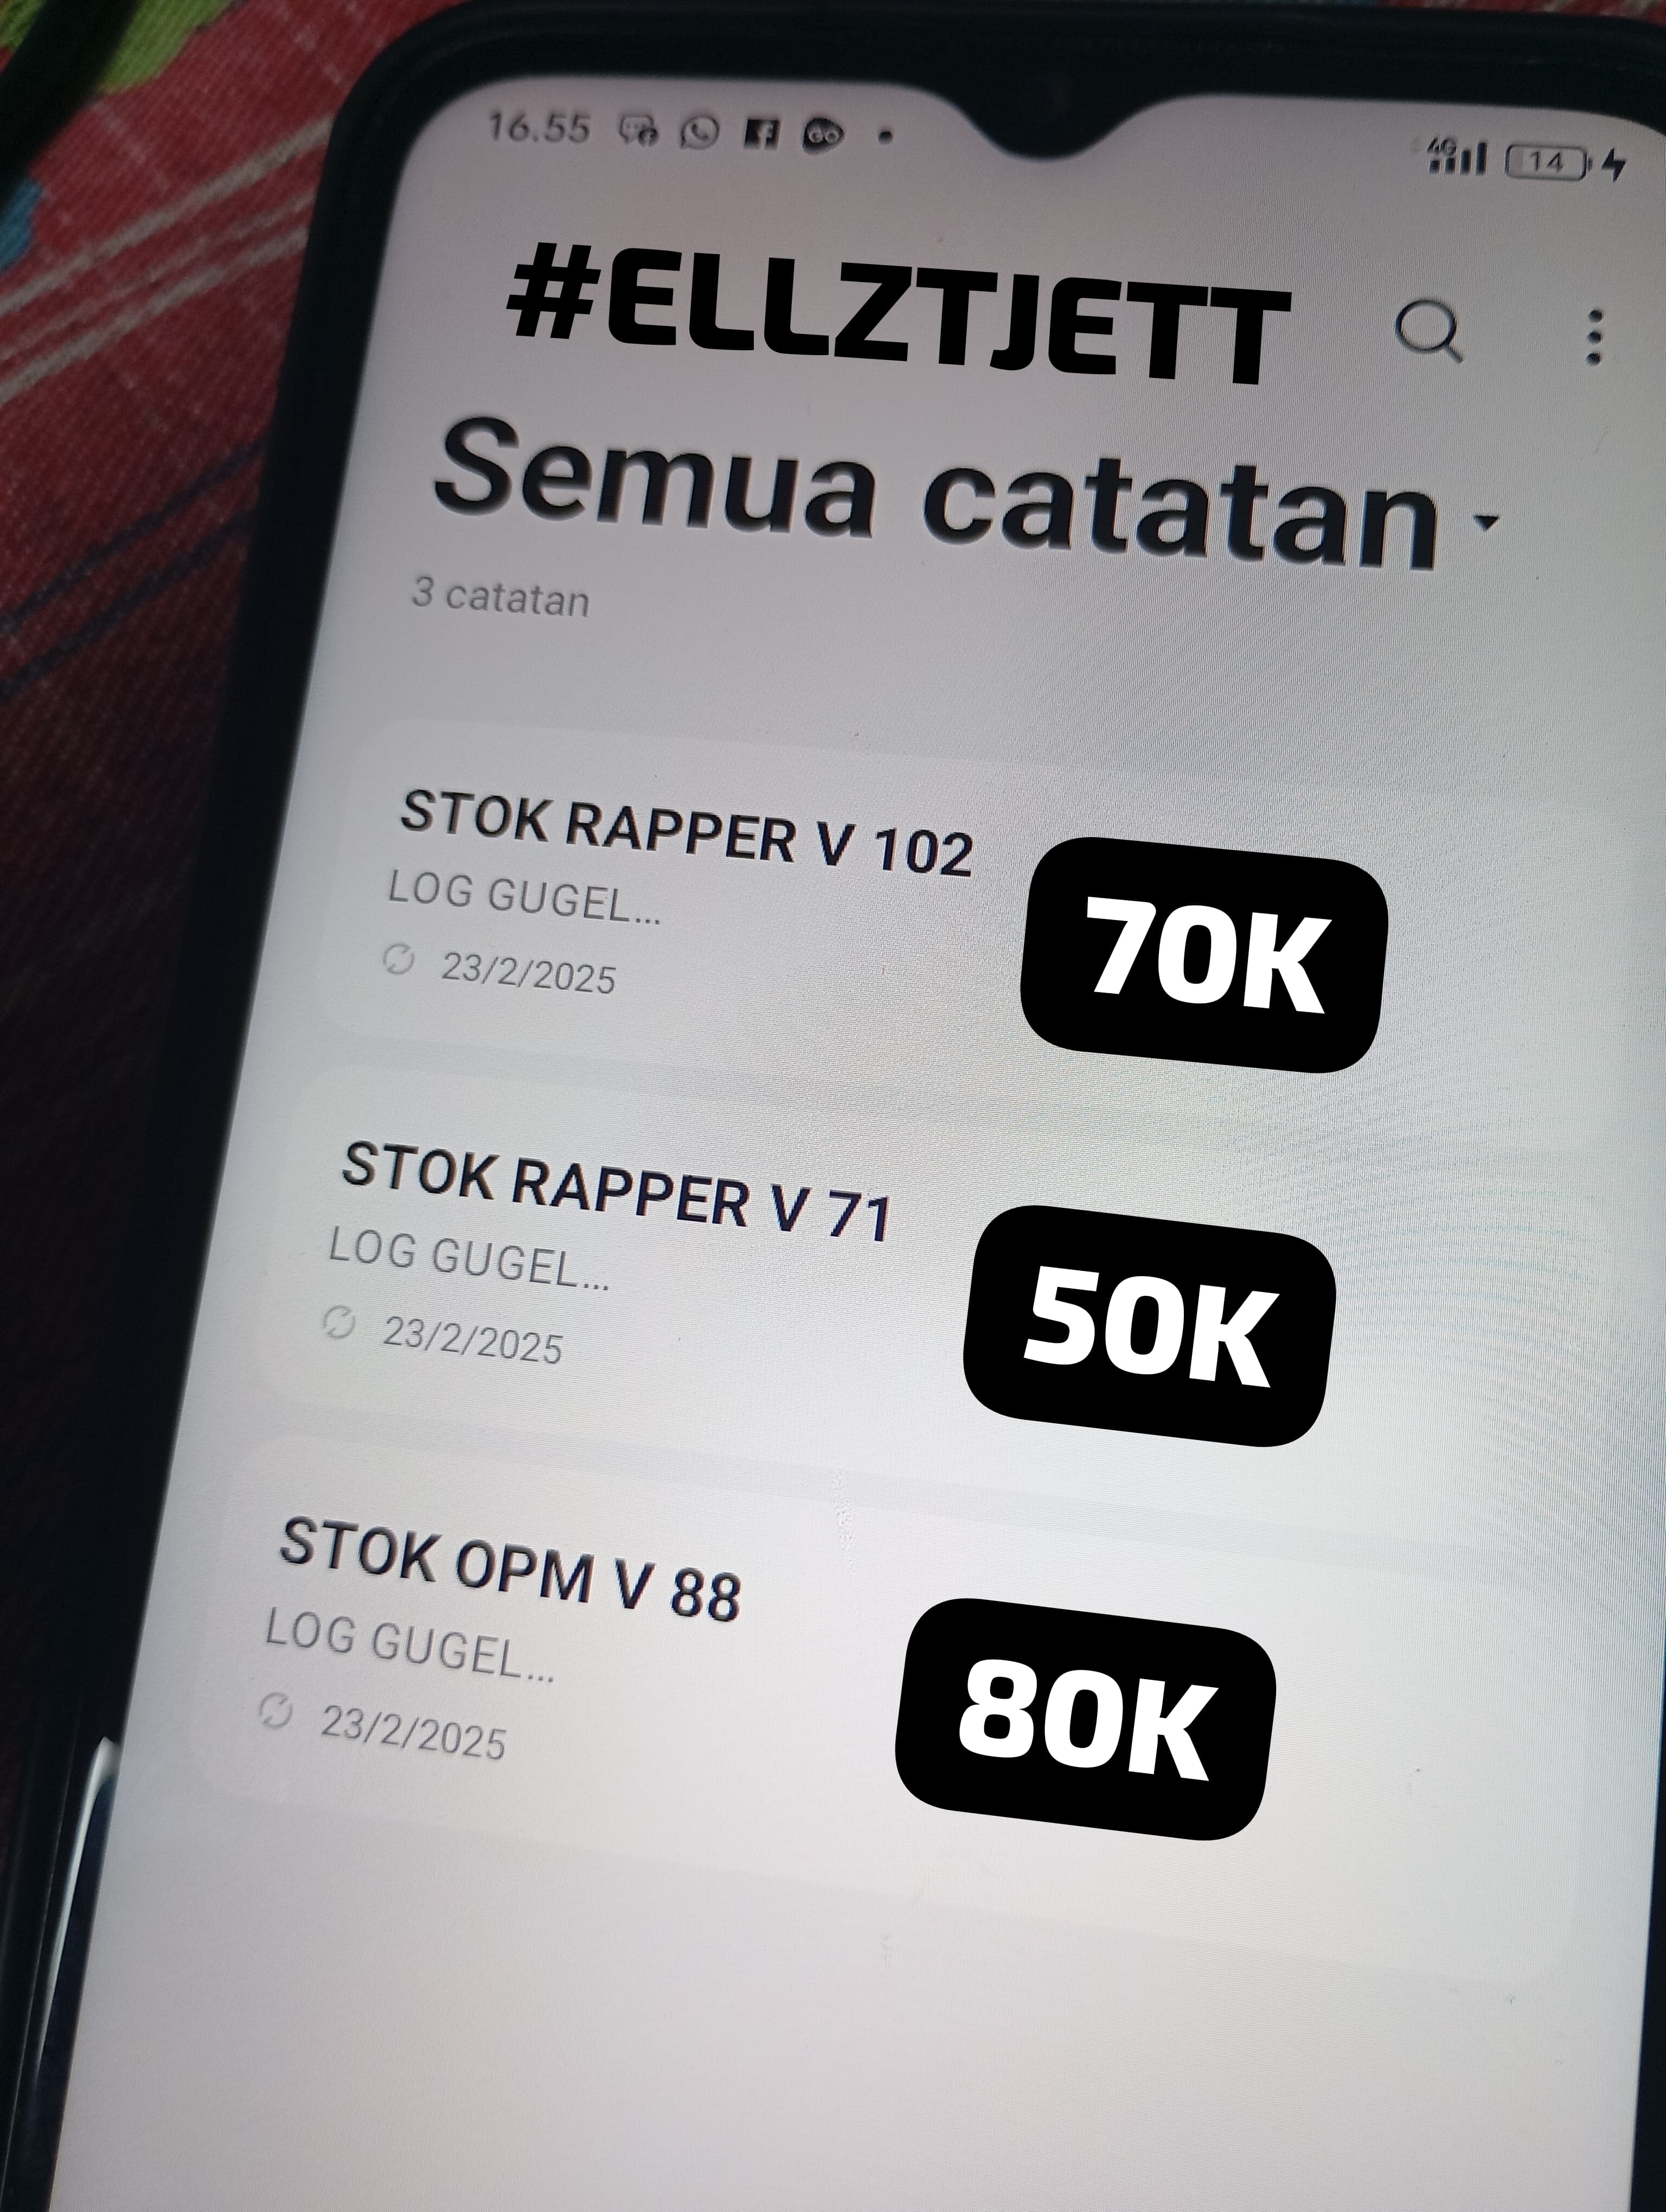 16.55
4G
14
#ELLZTJETT
Semua catatan
3 catatan
STOK RAPPER V 102
LOG GUGEL...
23/2/2025
70K
STOK RAPPER V 71
LOG GUGEL...
23/2/2025
50K
STOK OPM V 88
LOG GUGEL...
23/2/2025
80K